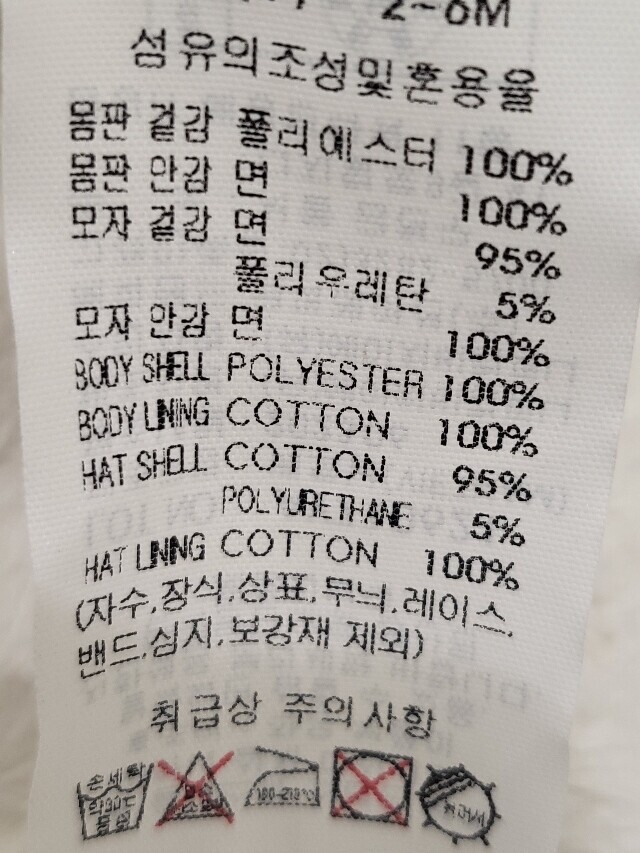 2~6M
섬유의조성및혼용율
몸판 겉감 폴리에스터 100%
몸판 안감 면 100%
모자 겉감 면 95%
폴리우레탄 5%
모자 안감 면 100%
BODY SHELL POLYESTER 100%
BODY LINING COTTON 100%
HAT SHELL COTTON 95%
POLYURETHANE 5%
HAT LINING COTTON 100%
(자수,장식,상표,무늬,레이스,
밴드,심지,보강재 제외)
취급상 주의사항
손세탁